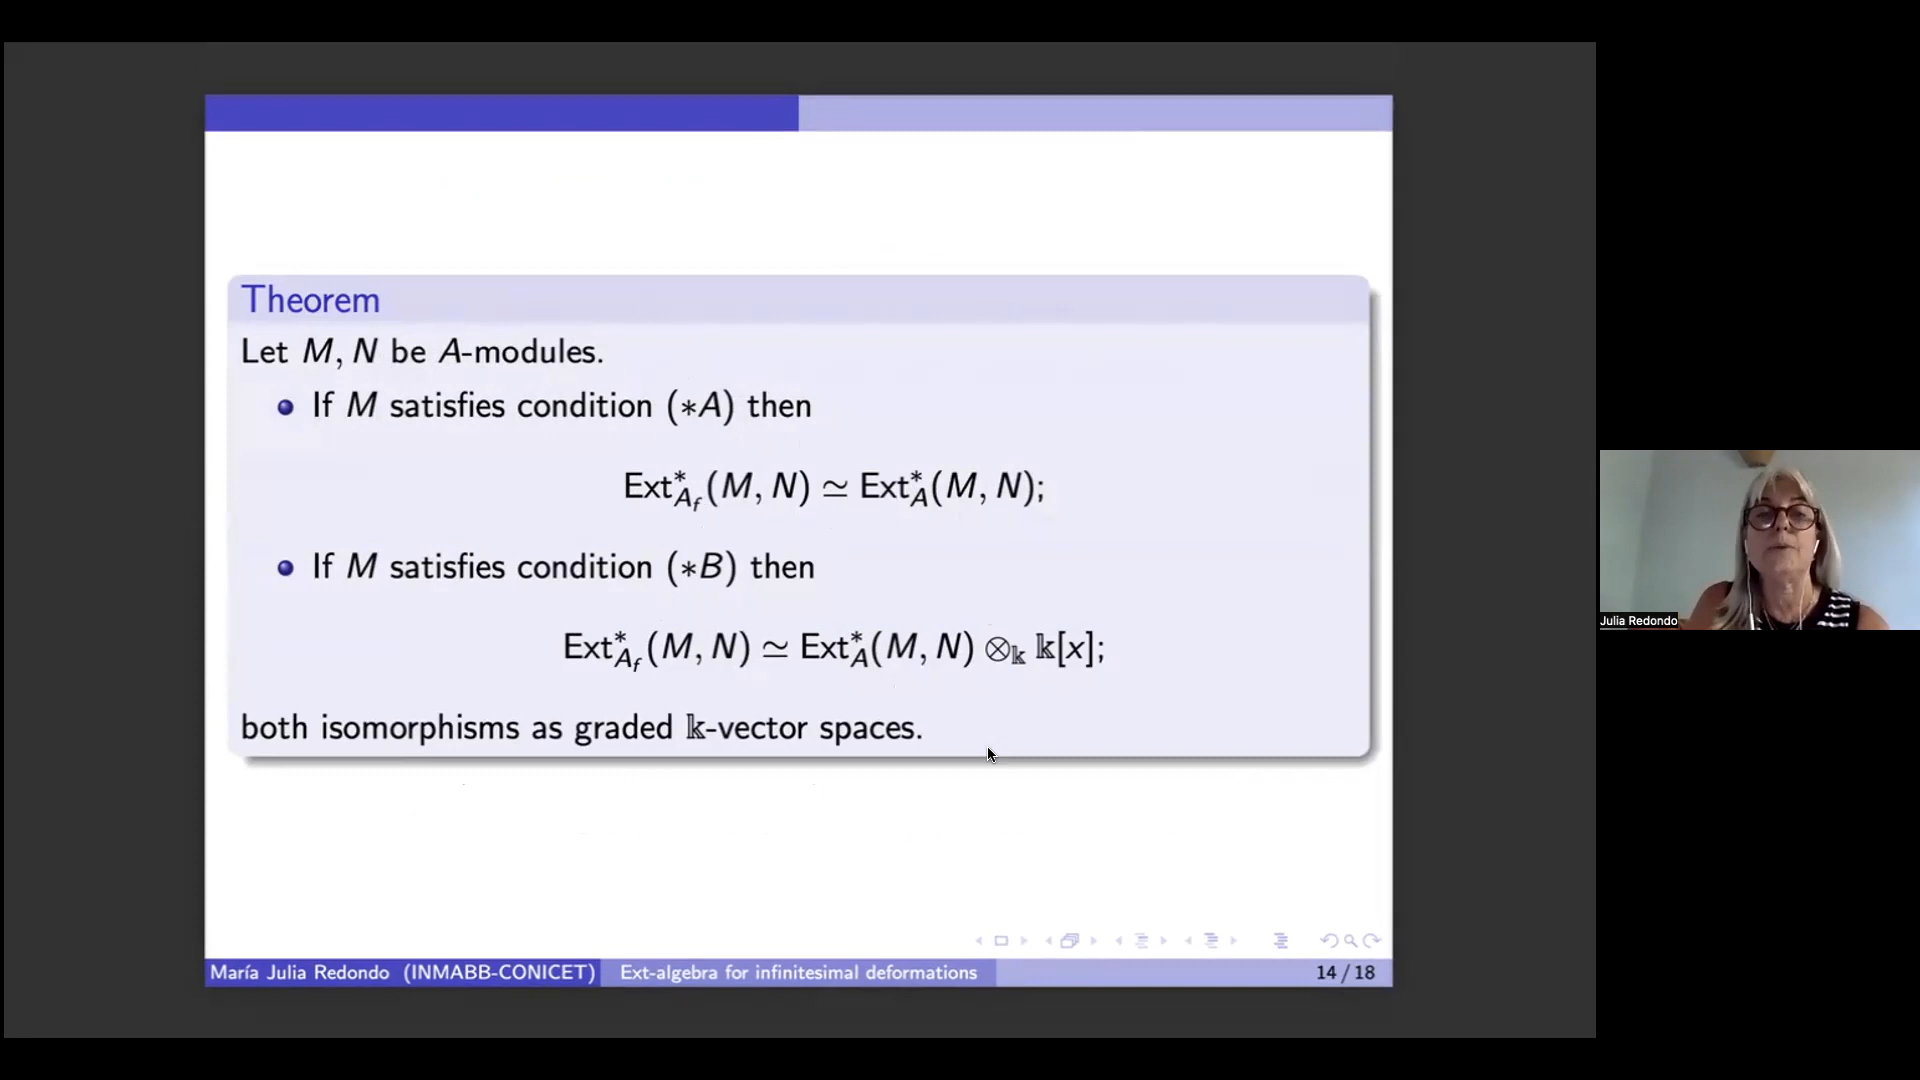 Theorem
Let M, N be A-modules.
If M satisfies condition (∗A) then
Ext*_{A_f}(M, N) ≃ Ext*_A(M, N);
If M satisfies condition (∗B) then
Ext*_{A_f}(M, N) ≃ Ext*_A(M, N) ⊗_𝕜 𝕜[x];
both isomorphisms as graded 𝕜-vector spaces.
María Julia Redondo (INMABB-CONICET) Ext-algebra for infinitesimal deformations 14 / 18
Julia Redondo